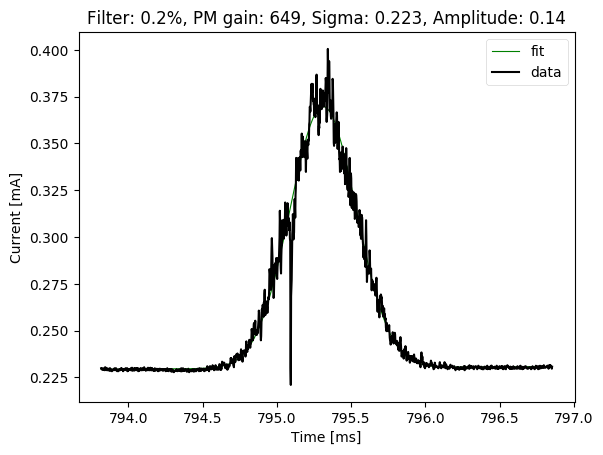 Filter: 0.2%, PM gain: 649, Sigma: 0.223, Amplitude: 0.14
fit
data
Current [mA]
0.400
0.375
0.350
0.325
0.300
0.275
0.250
0.225
794.0 794.5 795.0 795.5 796.0 796.5 797.0
Time [ms]